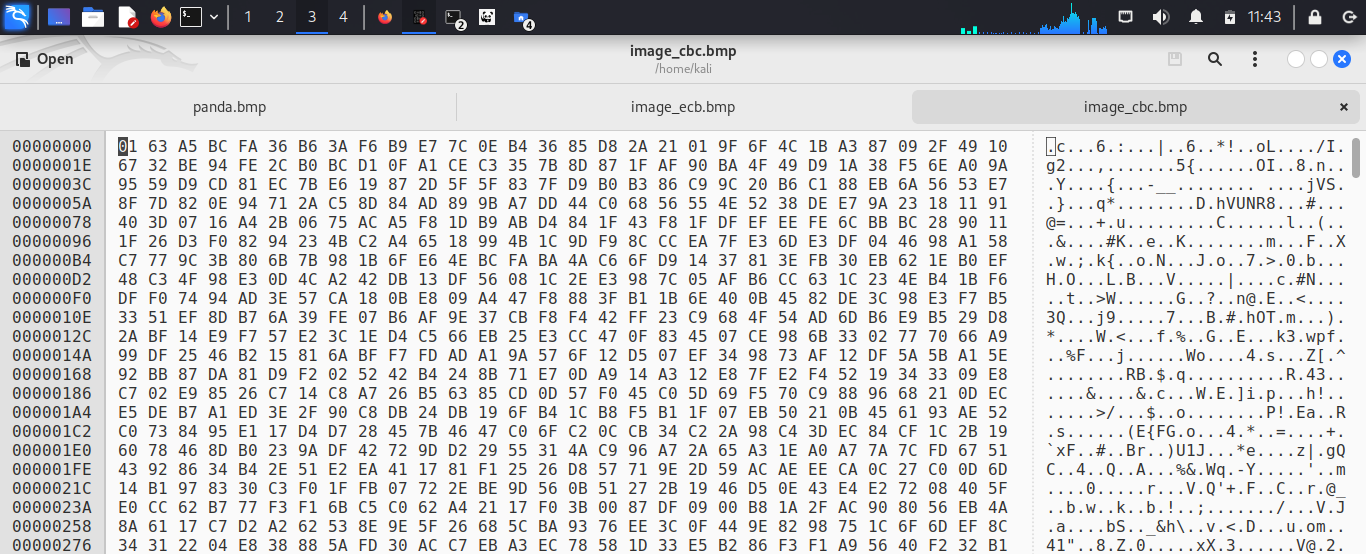 1 2 3 4 2 4 11:43
Open
image_cbc.bmp
/home/kali
panda.bmp image_ecb.bmp image_cbc.bmp
00000000 01 63 A5 BC FA 36 B6 3A F6 B9 E7 7C 0E B4 36 85 D8 2A 21 01 9F 6F 4C 1B A3 87 09 2F 49 10 .c...6.:...|..6..*!..oL..../I.
0000001E 67 32 BE 94 FE 2C B0 BC D1 0F A1 CE C3 35 7B 8D 87 1F AF 90 BA 4F 49 D9 1A 38 F5 6E A0 9A g2...,.......5{......OI..8.n..
0000003C 95 59 D9 CD 81 EC 7B E6 19 87 2D 5F 5F 83 7F D9 B0 B3 86 C9 9C 20 B6 C1 88 EB 6A 56 53 E7 .Y....{...-__........ ....jVS.
0000005A 8F 7D 82 0E 94 71 2A C5 8D 84 AD 89 9B A7 DD 44 C0 68 56 55 4E 52 38 DE E7 9A 23 18 11 91 .}...q*........D.hVUNR8...#...
00000078 40 3D 07 16 A4 2B 06 75 AC A5 F8 1D B9 AB D4 84 1F 43 F8 1F DF EF EE FE 6C BB BC 28 90 11 @=...+.u.........C......l..(..
00000096 1F 26 D3 F0 82 94 23 4B C2 A4 65 18 99 4B 1C 9D F9 8C CC EA 7F E3 6D E3 DF 04 46 98 A1 58 .&....#K..e..K........m...F..X
000000B4 C7 77 9C 3B 80 6B 7B 98 1B 6F E6 4E BC FA BA 4A C6 6F D9 14 37 81 3E FB 30 EB 62 1E B0 EF .w.;.k{..o.N...J.o..7.>.0.b...
000000D2 48 C3 4F 98 E3 0D 4C A2 42 DB 13 DF 56 08 1C 2E E3 98 7C 05 AF B6 CC 63 1C 23 4E B4 1B F6 H.O...L.B...V.....|....c.#N...
000000F0 DF F0 74 94 AD 3E 57 CA 18 0B E8 09 A4 47 F8 88 3F B1 1B 6E 40 0B 45 82 DE 3C 98 E3 F7 B5 ..t..>W......G..?..n@.E..<....
0000010E 33 51 EF 8D B7 6A 39 FE 07 B6 AF 9E 37 CB F8 F4 42 FF 23 C9 68 4F 54 AD 6D B6 E9 B5 29 D8 3Q...j9.....7...B.#.hOT.m...).
0000012C 2A BF 14 E9 F7 57 E2 3C 1E D4 C5 66 EB 25 E3 CC 47 0F 83 45 07 CE 98 6B 33 02 77 70 66 A9 *....W.<...f.%..G..E...k3.wpf.
0000014A 99 DF 25 46 B2 15 81 6A BF F7 FD AD A1 9A 57 6F 12 D5 07 EF 34 98 73 AF 12 DF 5A 5B A1 5E ..%F...j......Wo....4.s...Z[.^
00000168 92 BB 87 DA 81 D9 F2 02 52 42 B4 24 8B 71 E7 0D A9 14 A3 12 E8 7F E2 F4 52 19 34 33 09 E8 ........RB.$.q..........R.43..
00000186 C7 02 E9 85 26 C7 14 C8 A7 26 B5 63 85 CD 0D 57 F0 45 C0 5D 69 F5 70 C9 88 96 68 21 0D EC ....&....&.c...W.E.]i.p...h!..
000001A4 E5 DE B7 A1 ED 3E 2F 90 C8 DB 24 DB 19 6F B4 1C B8 F5 B1 1F 07 EB 50 21 0B 45 61 93 AE 52 .....>/...$..o........P!.Ea..R
000001C2 C0 73 84 95 E1 17 D4 D7 28 45 7B 46 47 C0 6F C2 0C CB 34 C2 2A 98 C4 3D EC 84 CF 1C 2B 19 .s......(E{FG.o...4.*..=....+.
000001E0 60 78 46 8D B0 23 9A DF 42 72 9D D2 29 55 31 4A C9 96 A7 2A 65 A3 1E A0 A7 7A 7C FD 67 51 `xF..#..Br..)U1J...*e....z|.gQ
000001FE 43 92 86 34 B4 2E 51 E2 EA 41 17 81 F1 25 26 D8 57 71 9E 2D 59 AC AE EE CA 0C 27 C0 0D 6D C..4..Q..A...%&.Wq.-Y.....'..m
0000021C 14 B1 97 83 30 C3 F0 1F FB 07 72 2E BE 9D 56 0B 51 27 2B 19 46 D5 0E 43 E4 E2 72 08 40 5F ....0.....r...V.Q'+.F..C..r.@_
0000023A E0 CC 62 B7 77 F3 F1 6B C5 C0 62 A4 21 17 F0 3B 00 87 DF 09 00 B8 1A 2F AC 90 80 56 EB 4A ..b.w..k..b.!..;......./...V.J
00000258 8A 61 17 C7 D2 A2 62 53 8E 9E 5F 26 68 5C BA 93 76 EE 3C 0F 44 9E 82 98 75 1C 6F 6D EF 8C .a....bS.._&h\..v.<.D...u.om..
00000276 34 31 22 04 E8 38 88 5A FD 30 AC C7 EB A3 EC 78 58 1D 33 E5 B2 86 F3 F1 A9 56 40 F2 32 B1 41"..8.Z.0.....xX.3......V@.2.